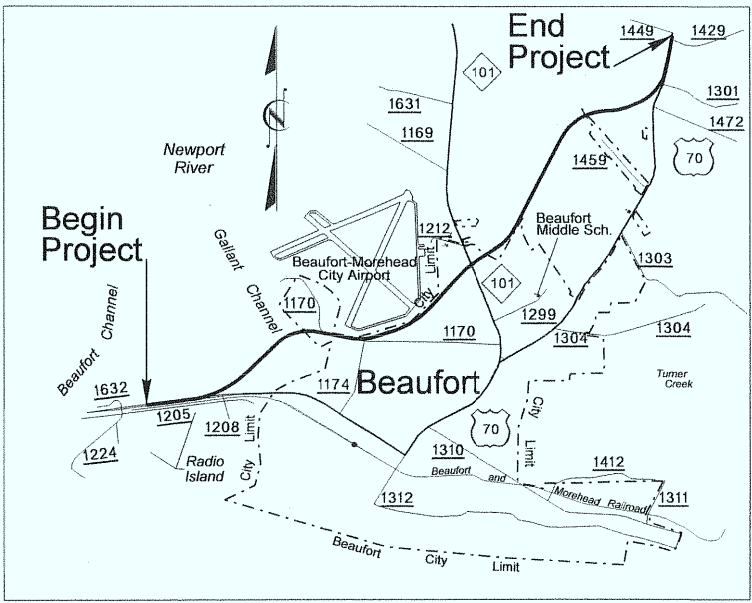 End
Project
1449
1429
101
1301
1631
1472
1169
70
1459
Newport
River
Begin
Project
Gallant Channel
1212
Beaufort
Middle Sch.
Beaufort-Morehead
City Airport
City Limit
1303
101
1170
1299
1304
1304
1170
Beaufort Channel
1174
Beaufort
Turner
Creek
1632
1205
1208
City Limit
1224
Radio
Island
70
City Limit
1310
1412
Beaufort and Morehead Railroad
1312
1311
Beaufort City Limit
N